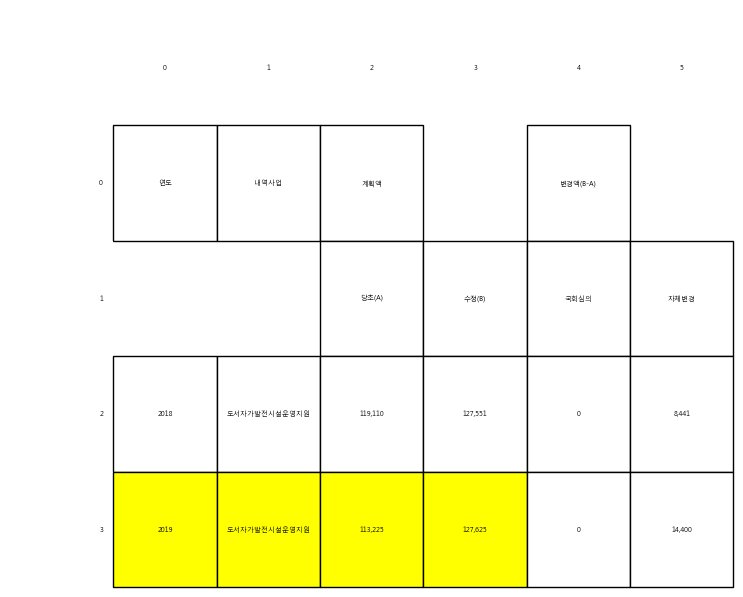 0 1 2 3 4 5
0 연도 내역사업 계획액 변경액(B-A)
1 당초(A) 수정(B) 국회심의 자체변경
2 2018 도서자가발전시설운영지원 119,110 127,551 0 8,441
3 2019 도서자가발전시설운영지원 113,225 127,625 0 14,400